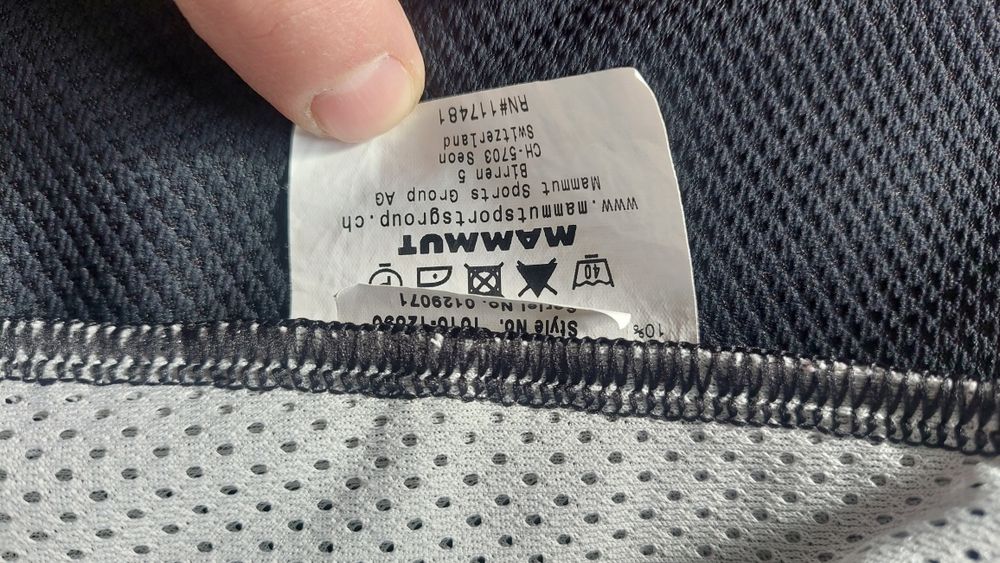 10%
Style No.
Serial No. 0129071
40
MAMMUT
www.mammutsportsgroup.ch
Mammut Sports Group AG
Birren 5
CH-5703 Seon
Switzerland
RN#117481